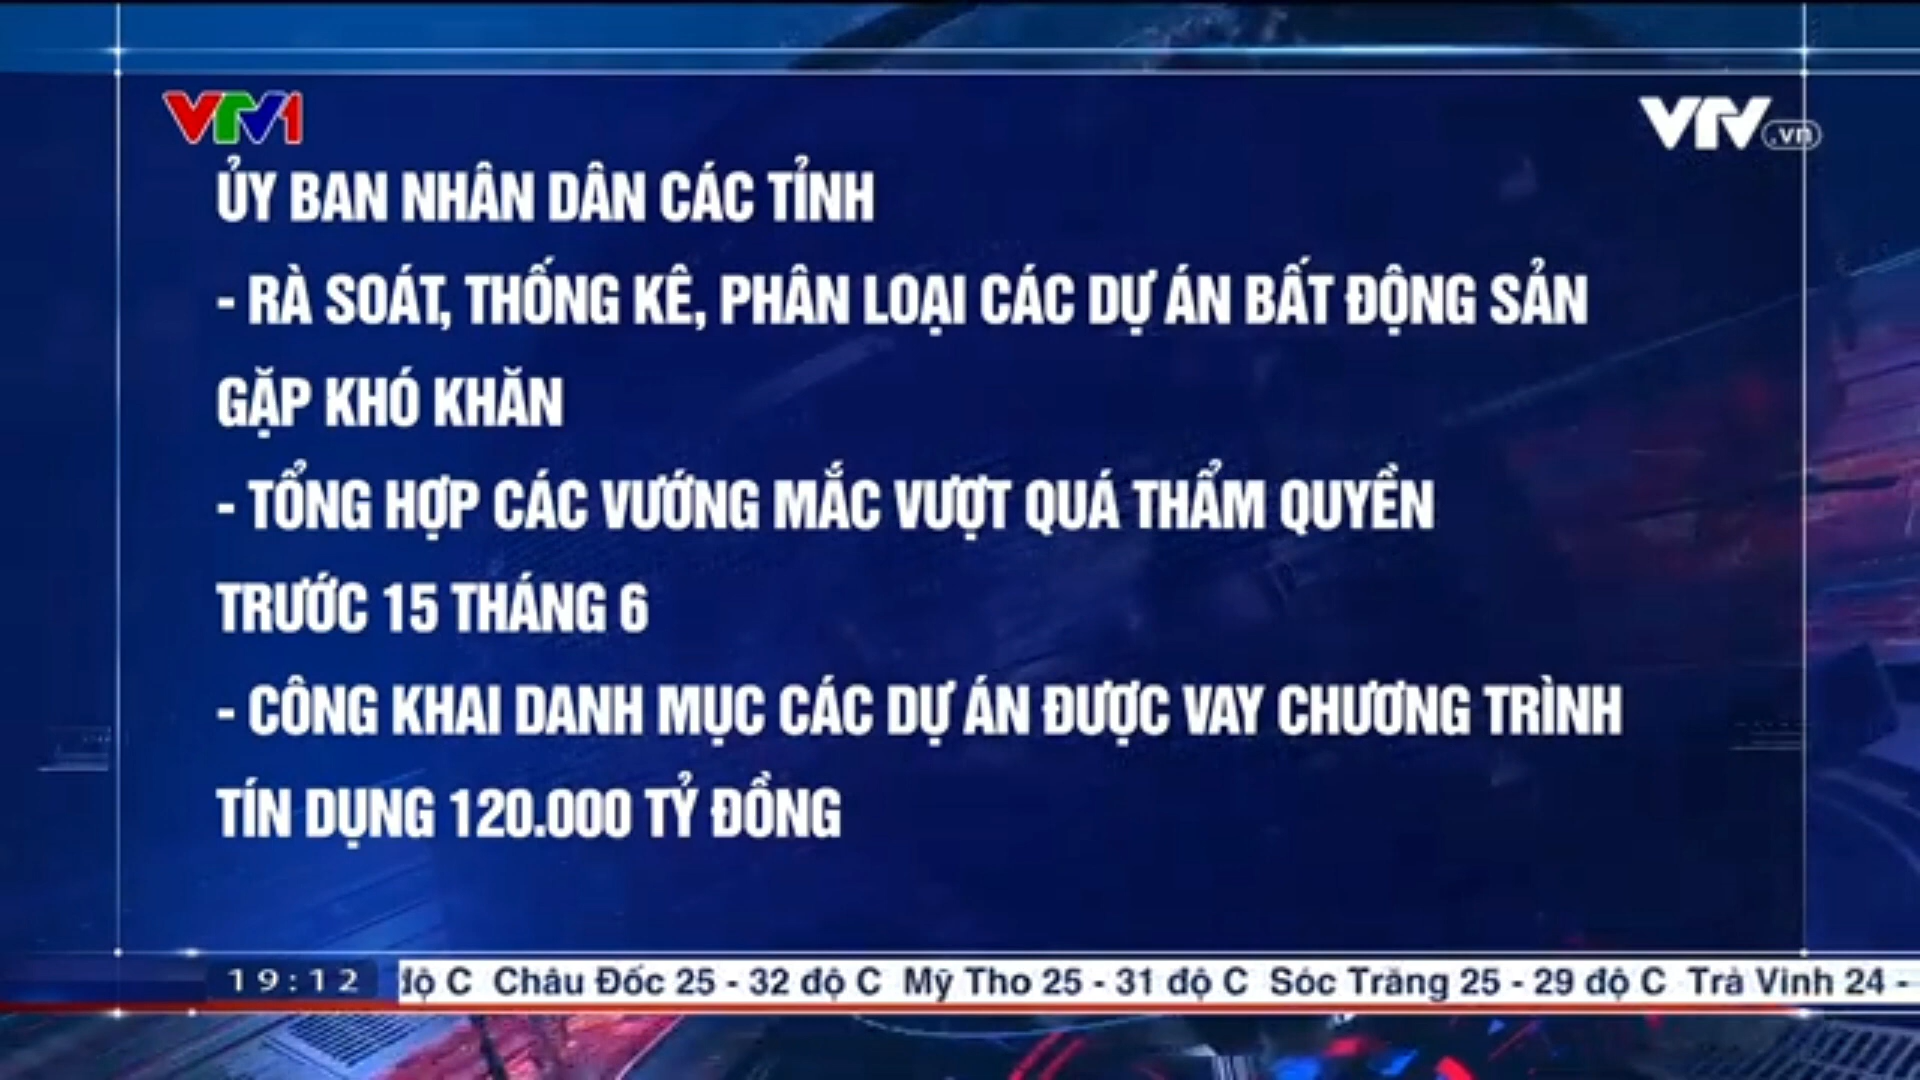 VTV1
VTV.vn
ỦY BAN NHÂN DÂN CÁC TỈNH
- RÀ SOÁT, THỐNG KÊ, PHÂN LOẠI CÁC DỰ ÁN BẤT ĐỘNG SẢN
GẶP KHÓ KHĂN
- TỔNG HỢP CÁC VƯỚNG MẮC VƯỢT QUÁ THẨM QUYỀN
TRƯỚC 15 THÁNG 6
- CÔNG KHAI DANH MỤC CÁC DỰ ÁN ĐƯỢC VAY CHƯƠNG TRÌNH
TÍN DỤNG 120.000 TỶ ĐỒNG
19:12 độ C Châu Đốc 25 - 32 độ C Mỹ Tho 25 - 31 độ C Sóc Trăng 25 - 29 độ C Trà Vinh 24 -